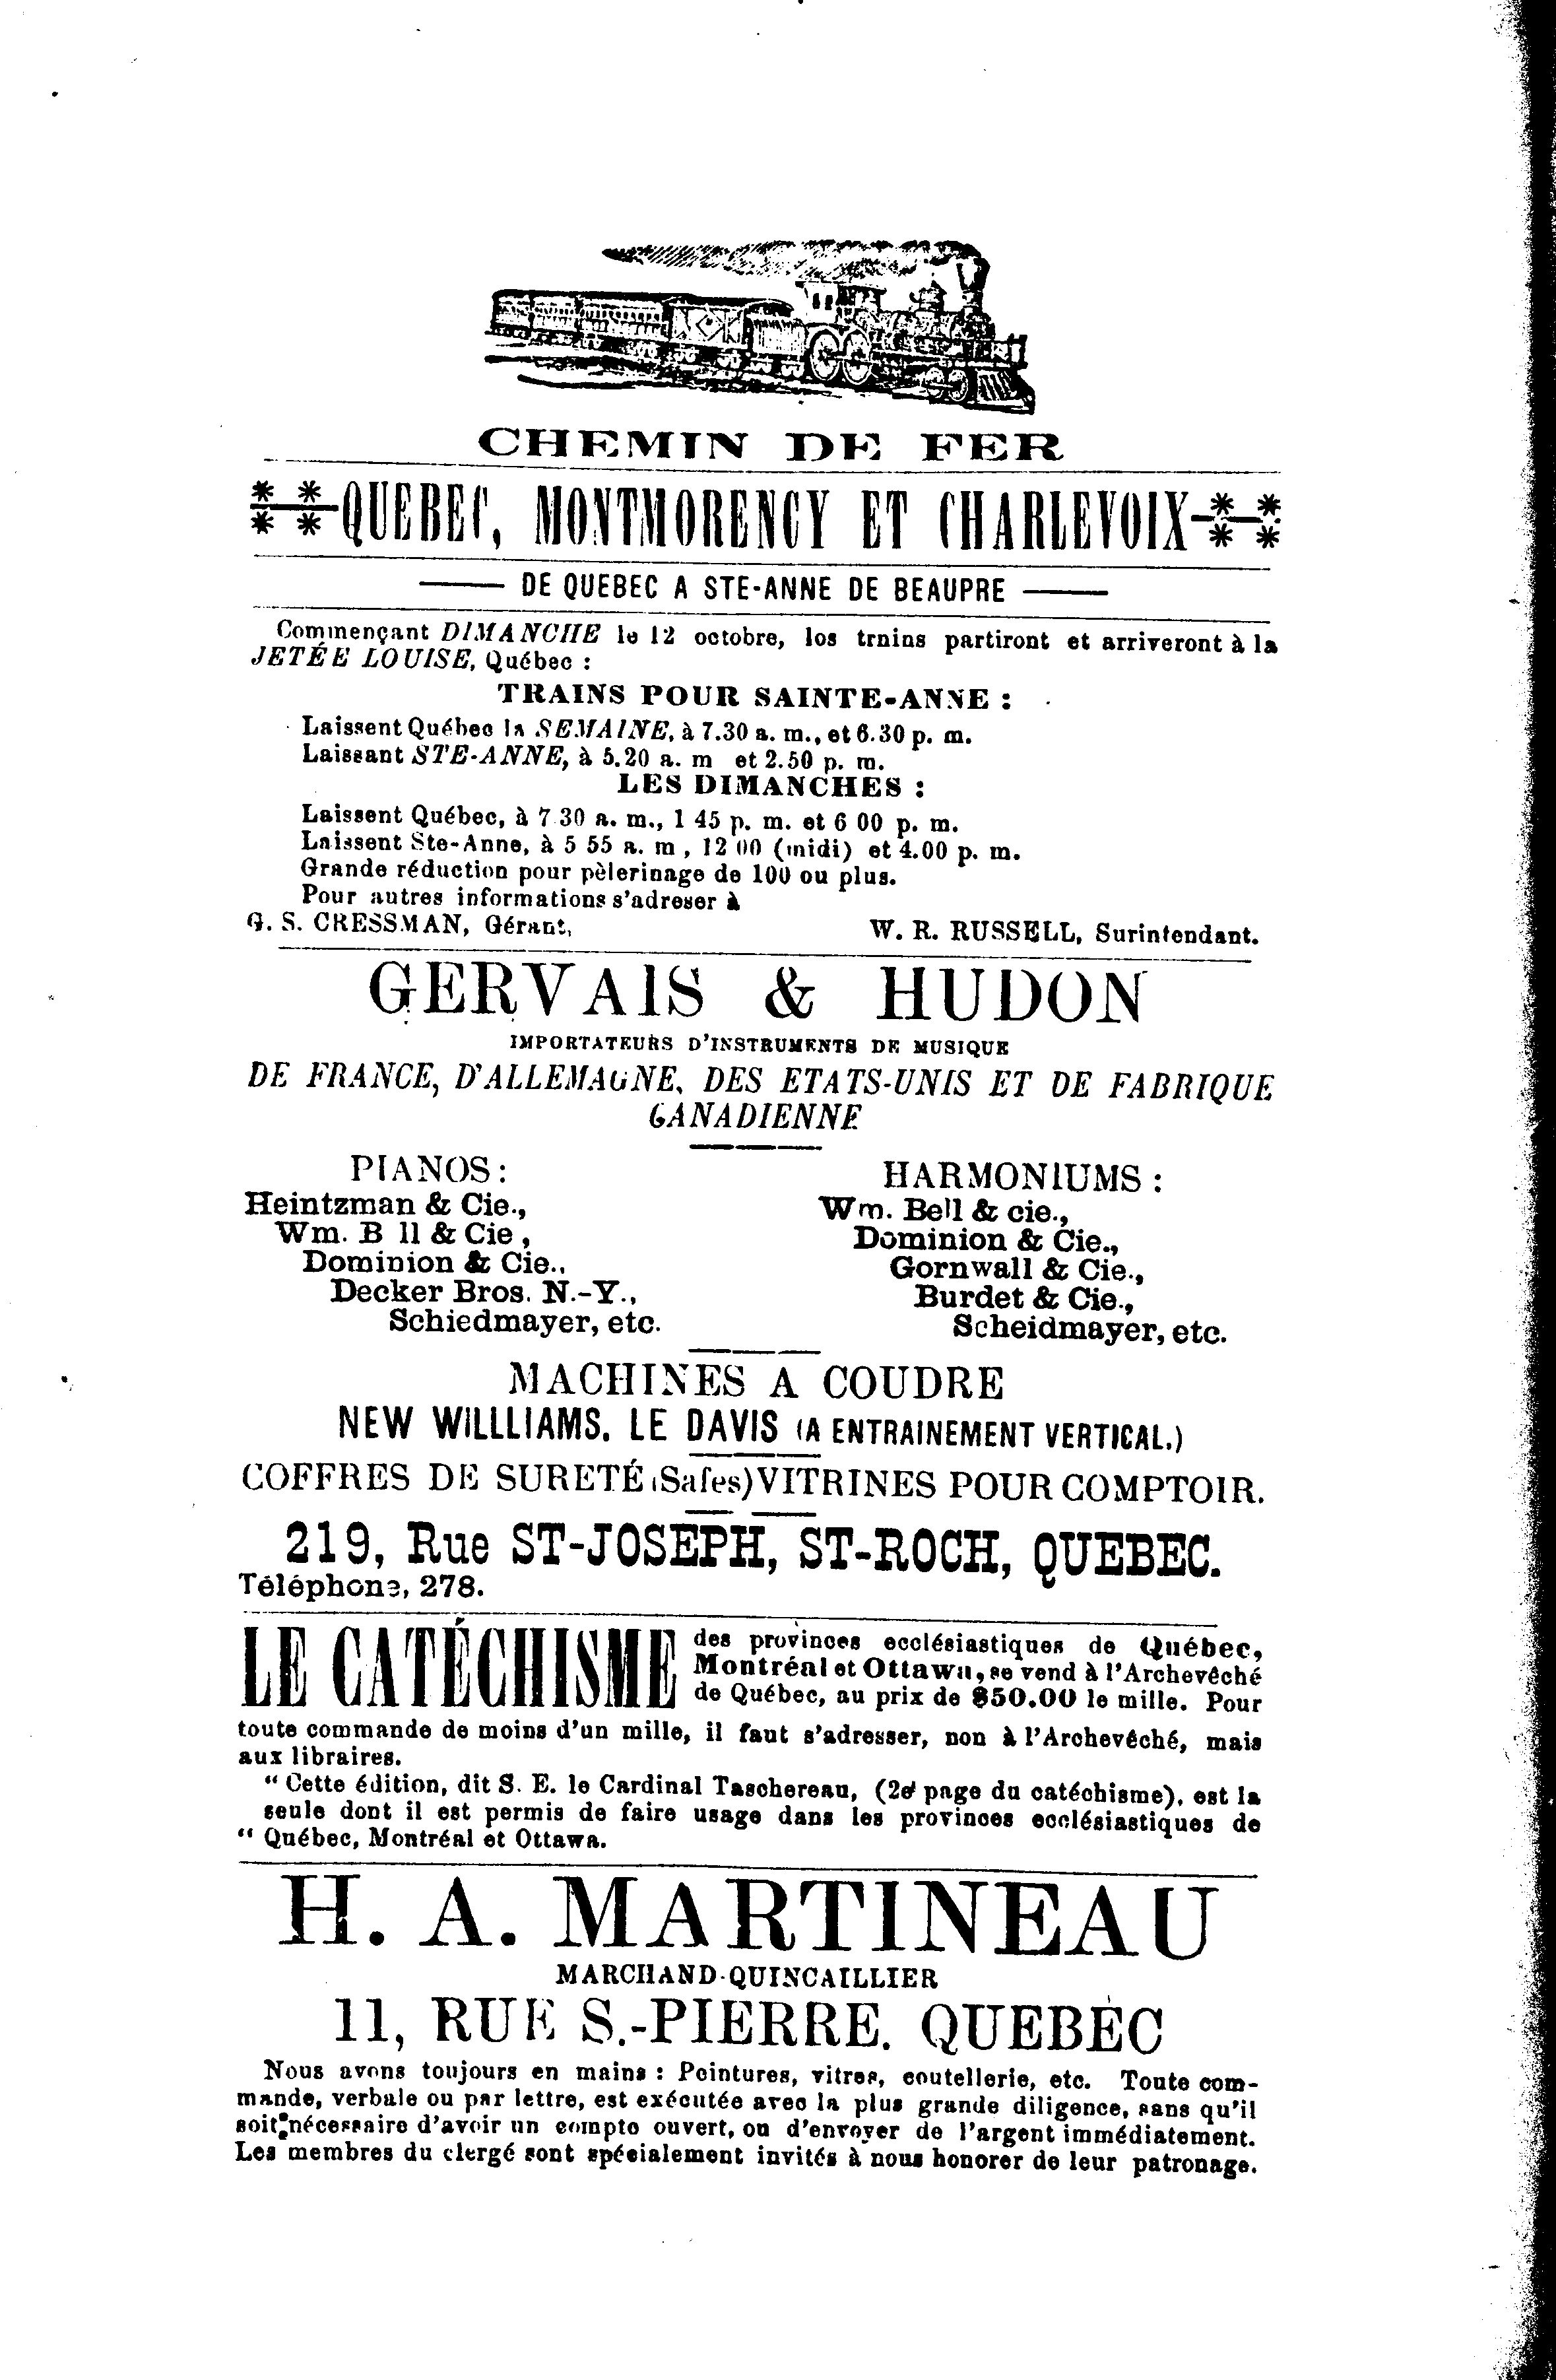 CHEMIN DE FER
QUEBEC, MONTMORENCY ET CHARLEVOIX
DE QUEBEC A STE-ANNE DE BEAUPRE
Commençant DIMANCHE le 12 octobre, les trains partiront et arriveront à la
JETÉE LOUISE, Québec :
TRAINS POUR SAINTE-ANNE :
Laissent Québec la SEMAINE, à 7.30 a. m., et 6.30 p. m.
Laissant STE-ANNE, à 5.20 a. m et 2.50 p. m.
LES DIMANCHES :
Laissent Québec, à 7 30 a. m., 1 45 p. m. et 6 00 p. m.
Laissent Ste-Anne, à 5 55 a. m , 12 00 (midi) et 4.00 p. m.
Grande réduction pour pèlerinage de 100 ou plus.
Pour autres informations s'adreser à
G. S. CRESSMAN, Gérant, W. R. RUSSELL, Surintendant.
GERVAIS & HUDON
IMPORTATEURS D'INSTRUMENTS DE MUSIQUE
DE FRANCE, D'ALLEMAGNE, DES ETATS-UNIS ET DE FABRIQUE
CANADIENNE
PIANOS :
Heintzman & Cie.,
Wm. B ll & Cie ,
Dominion & Cie.,
Decker Bros. N.-Y.,
Schiedmayer, etc.
HARMONIUMS :
Wm. Bell & cie.,
Dominion & Cie.,
Gornwall & Cie.,
Burdet & Cie.,
Scheidmayer, etc.
MACHINES A COUDRE
NEW WILLLIAMS. LE DAVIS (A ENTRAINEMENT VERTICAL.)
COFFRES DE SURETÉ (Safes) VITRINES POUR COMPTOIR.
219, Rue ST-JOSEPH, ST-ROCH, QUEBEC.
Téléphone, 278.
LE CATÉCHISME des provinces ecclésiastiques de Québec,
Montréal et Ottawa, se vend à l'Archevêché
de Québec, au prix de $50.00 le mille. Pour
toute commande de moins d'un mille, il faut s'adresser, non à l'Archevêché, mais
aux libraires.
“ Cette édition, dit S. E. le Cardinal Taschereau, (2e page du catéchisme), est la
seule dont il est permis de faire usage dans les provinces ecclésiastiques de
“ Québec, Montréal et Ottawa.
H. A. MARTINEAU
MARCHAND-QUINCAILLIER
11, RUE S.-PIERRE. QUEBEC
Nous avons toujours en mains : Peintures, vitres, coutellerie, etc. Toute com-
mande, verbale ou par lettre, est exécutée avec la plus grande diligence, sans qu'il
soit nécessaire d'avoir un compte ouvert, ou d'envoyer de l'argent immédiatement.
Les membres du clergé sont spécialement invités à nous honorer de leur patronage.